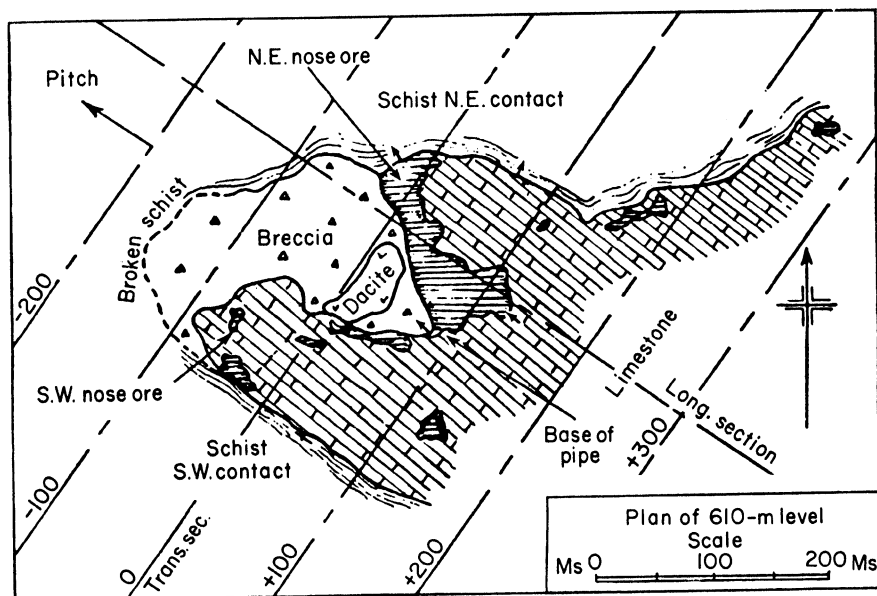 N.E. nose ore
Pitch
Schist N.E. contact
Broken schist
Breccia
Dacite
-200
S.W. nose ore
Limestone
Long. section
Schist
S.W. contact
Base of
pipe
+300
-100
0
Trans. sec.
+100
+200
Plan of 610-m level
Scale
Ms 0 100 200 Ms